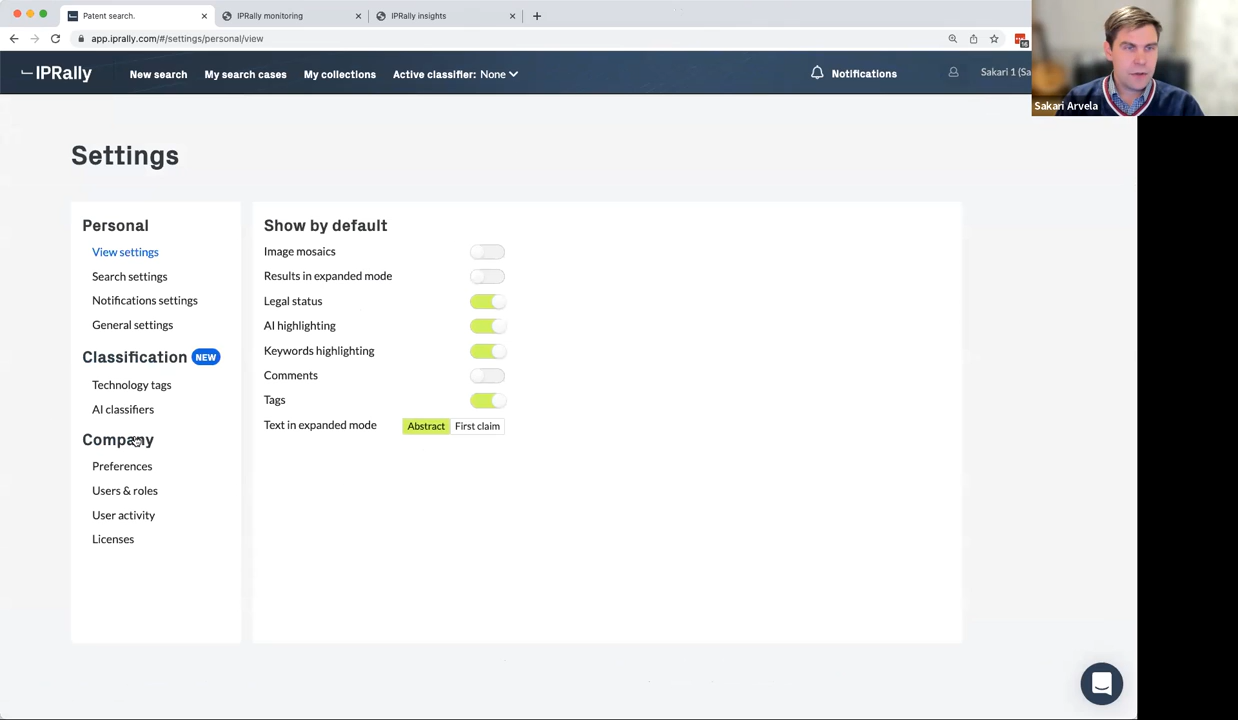 Patent search.
IPRally monitoring
IPRally insights
app.iprally.com/#/settings/personal/view
IPRally
New search
My search cases
My collections
Active classifier: None
Notifications
Sakari 1 (Sa
Sakari Arvela
Settings
Personal
View settings
Search settings
Notifications settings
General settings
Classification NEW
Technology tags
AI classifiers
Company
Preferences
Users & roles
User activity
Licenses
Show by default
Image mosaics
Results in expanded mode
Legal status
AI highlighting
Keywords highlighting
Comments
Tags
Text in expanded mode Abstract First claim